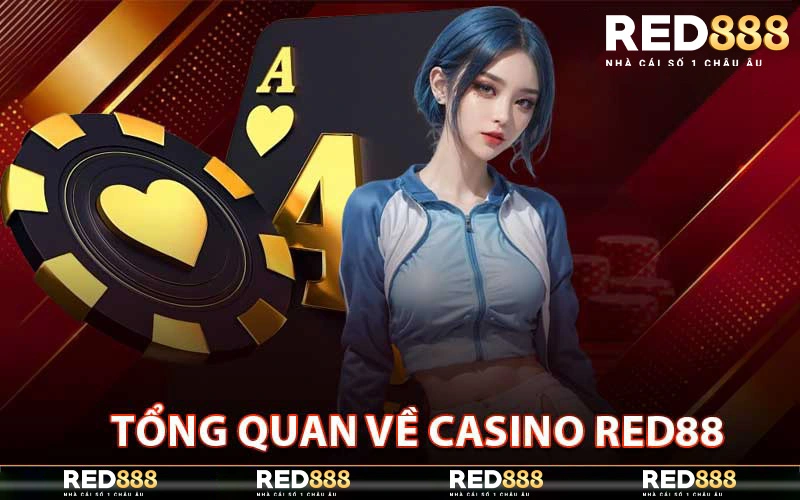 RED888
NHÀ CÁI SỐ 1 CHÂU ÂU
A
A
TỔNG QUAN VỀ CASINO RED88
RED888
NHÀ CÁI SỐ 1 CHÂU ÂU
RED888
NHÀ CÁI SỐ 1 CHÂU ÂU
RED888
NHÀ CÁI SỐ 1 CHÂU ÂU
RED888
NHÀ CÁI SỐ 1 CHÂU ÂU